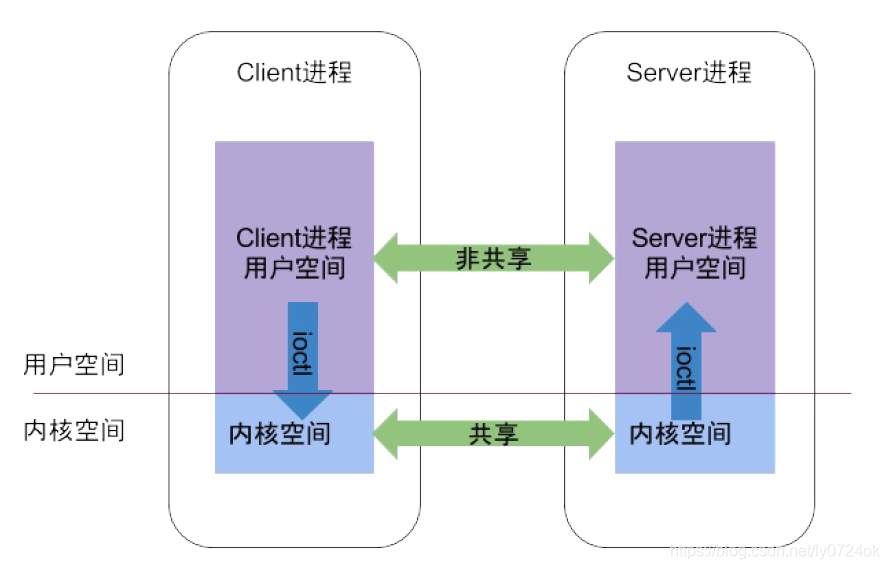 Client进程
Server进程
Client进程
用户空间
非共享
Server进程
用户空间
ioctl
ioctl
用户空间
内核空间
内核空间
共享
内核空间
https://blog.csdn.net/ly0724ok